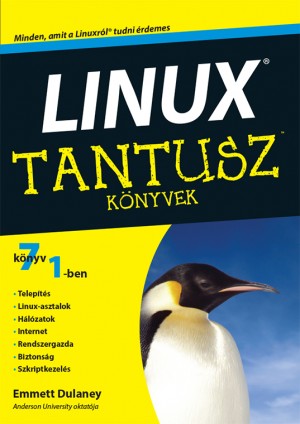 Minden, amit a Linuxról® tudni érdemes
LINUX®
TANTUSZ™
KÖNYVEK
7 könyv 1-ben
• Telepítés
• Linux-asztalok
• Hálózatok
• Internet
• Rendszergazda
• Biztonság
• Szkriptkezelés
Emmett Dulaney
Anderson University oktatója